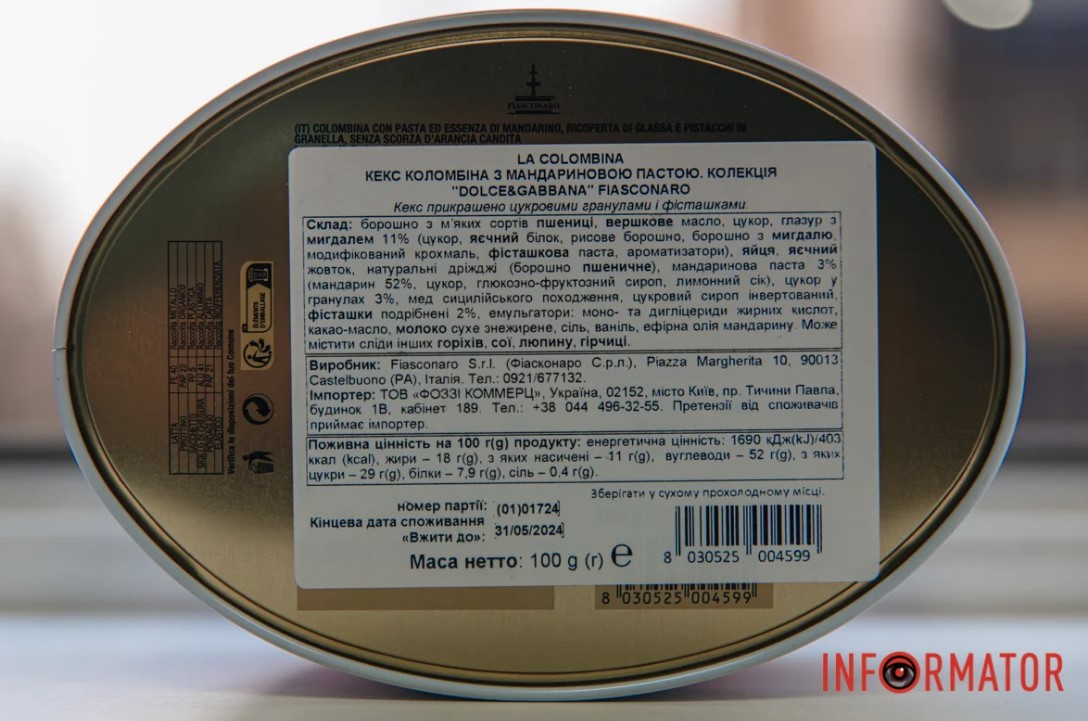 FIASCONARO
(IT) COLOMBINA CON PASTA ED ESSENZA DI MANDARINO, RICOPERTA DI GLASSA E PISTACCHI IN
GRANELLA, SENZA SCORZA D'ARANCIA CANDITA
LA COLOMBINA
КЕКС КОЛОМБІНА З МАНДАРИНОВОЮ ПАСТОЮ. КОЛЕКЦІЯ
"DOLCE&GABBANA" FIASCONARO
Кекс прикрашено цукровими гранулами і фісташками.
Склад: борошно з м'яких сортів пшениці, вершкове масло, цукор, глазур з
мигдалем 11% (цукор, яєчний білок, рисове борошно, борошно з мигдалю,
модифікований крохмаль, фісташкова паста, ароматизатори), яйця, яєчний
жовток, натуральні дріжджі (борошно пшеничне), мандаринова паста 3%
(мандарин 52%, цукор, глюкозно-фруктозний сироп, лимонний сік), цукор у
гранулах 3%, мед сицилійського походження, цукровий сироп інвертований,
фісташки подрібнені 2%, емульгатори: моно- та дигліцериди жирних кислот,
какао-масло, молоко сухе знежирене, сіль, ваніль, ефірна олія мандарину. Може
містити сліди інших горіхів, сої, люпину, гірчиці.
Виробник: Fiasconaro S.r.l. (Фіасконаро С.р.л.), Piazza Margherita 10, 90013
Castelbuono (PA), Італія. Тел.: 0921/677132.
Імпортер: ТОВ «ФОЗЗІ КОММЕРЦ», Україна, 02152, місто Київ, пр. Тичини Павла,
будинок 1В, кабінет 189. Тел.: +38 044 496-32-55. Претензії від споживачів
приймає імпортер.
Поживна цінність на 100 г(g) продукту: енергетична цінність: 1690 кДж(kJ)/403
ккал (kcal), жири – 18 г(g), з яких насичені – 11 г(g), вуглеводи – 52 г(g), з яких
цукри – 29 г(g), білки – 7,9 г(g), сіль – 0,4 г(g).
Зберігати у сухому прохолодному місці.
номер партії: (01)01724
Кінцева дата споживання
«Вжити до»: 31/05/2024
Маса нетто: 100 g (г) e
8 030525 004599
8 030525 004599
Verifica le disposizioni del tuo Comune
INFORMATOR